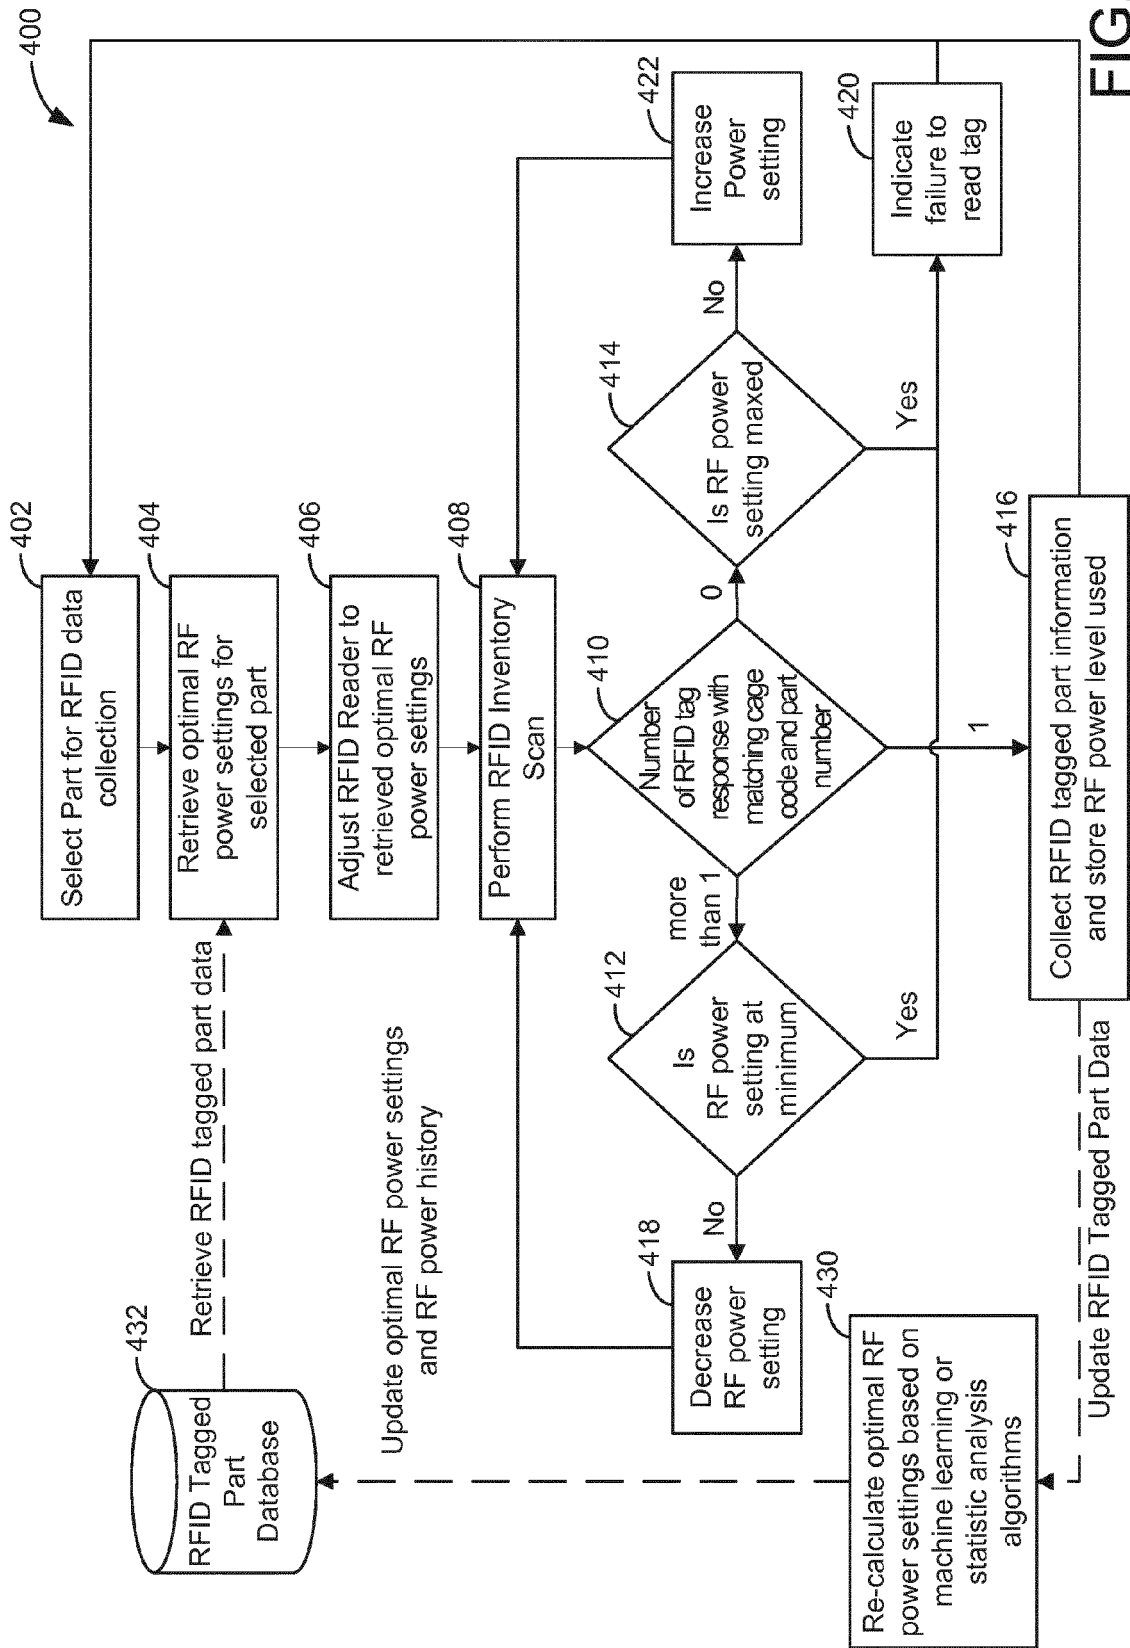 400
402
Select Part for RFID data
collection
404
Retrieve optimal RF
power settings for
selected part
406
Adjust RFID Reader to
retrieved optimal RF
power settings
408
Perform RFID Inventory
Scan
432
RFID Tagged
Part
Database
Retrieve RFID tagged part data
Update optimal RF power settings
and RF power history
410
Number
of RFID tag
response with
matching cage
code and part
number
more
than 1
0
1
412
Is
RF power
setting at
minimum
No
Yes
414
Is RF power
setting maxed
No
Yes
418
Decrease
RF power
setting
422
Increase
Power
setting
420
Indicate
failure to
read tag
430
Re-calculate optimal RF
power settings based on
machine learning or
statistic analysis
algorithms
416
Collect RFID tagged part information
and store RF power level used
Update RFID Tagged Part Data
FIG.